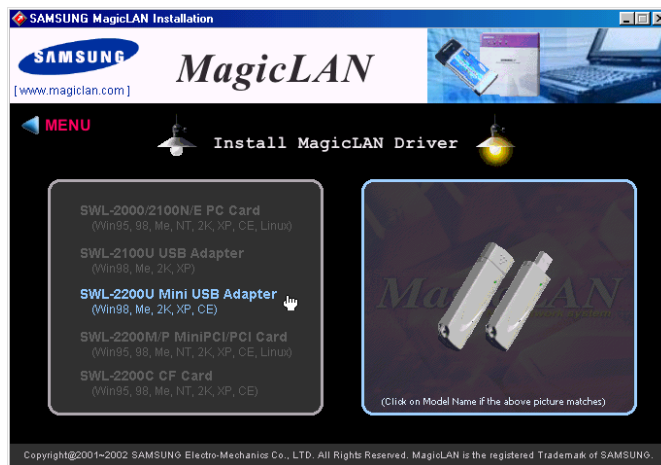 SAMSUNG MagicLAN Installation
SAMSUNG
[www.magiclan.com]
MagicLAN
MENU
Install MagicLAN Driver
SWL-2000/2100N/E PC Card
(Win95, 98, Me, NT, 2K, XP, CE, Linux)
SWL-2100U USB Adapter
(Win98, Me, 2K, XP)
SWL-2200U Mini USB Adapter
(Win98, Me, 2K, XP, CE)
SWL-2200M/P MiniPCI/PCI Card
(Win95, 98, Me, NT, 2K, XP, CE, Linux)
SWL-2200C CF Card
(Win95, 98, Me, NT, 2K, XP, CE)
(Click on Model Name if the above picture matches)
Copyright@2001~2002 SAMSUNG Electro-Mechanics Co., LTD. All Rights Reserved. MagicLAN is the registered Trademark of SAMSUNG.